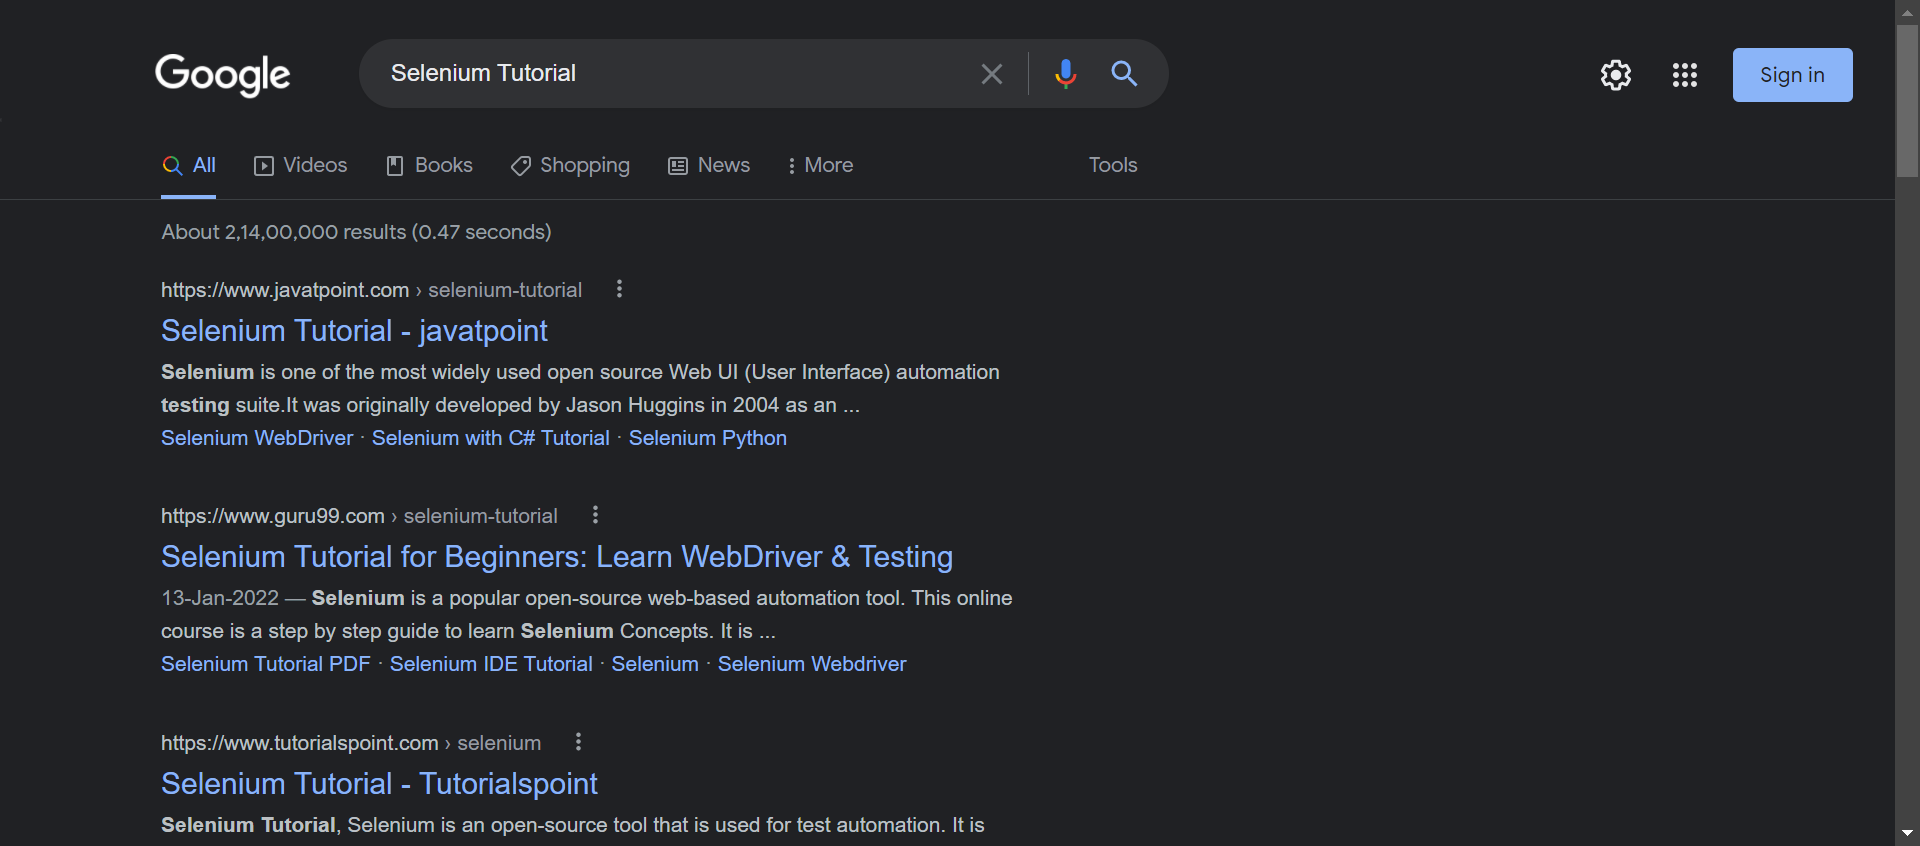 Google
Selenium Tutorial
Sign in
All Videos Books Shopping News More Tools
About 2,14,00,000 results (0.47 seconds)
https://www.javatpoint.com › selenium-tutorial
Selenium Tutorial - javatpoint
Selenium is one of the most widely used open source Web UI (User Interface) automation
testing suite.It was originally developed by Jason Huggins in 2004 as an ...
Selenium WebDriver · Selenium with C# Tutorial · Selenium Python
https://www.guru99.com › selenium-tutorial
Selenium Tutorial for Beginners: Learn WebDriver & Testing
13-Jan-2022 — Selenium is a popular open-source web-based automation tool. This online
course is a step by step guide to learn Selenium Concepts. It is ...
Selenium Tutorial PDF · Selenium IDE Tutorial · Selenium · Selenium Webdriver
https://www.tutorialspoint.com › selenium
Selenium Tutorial - Tutorialspoint
Selenium Tutorial, Selenium is an open-source tool that is used for test automation. It is